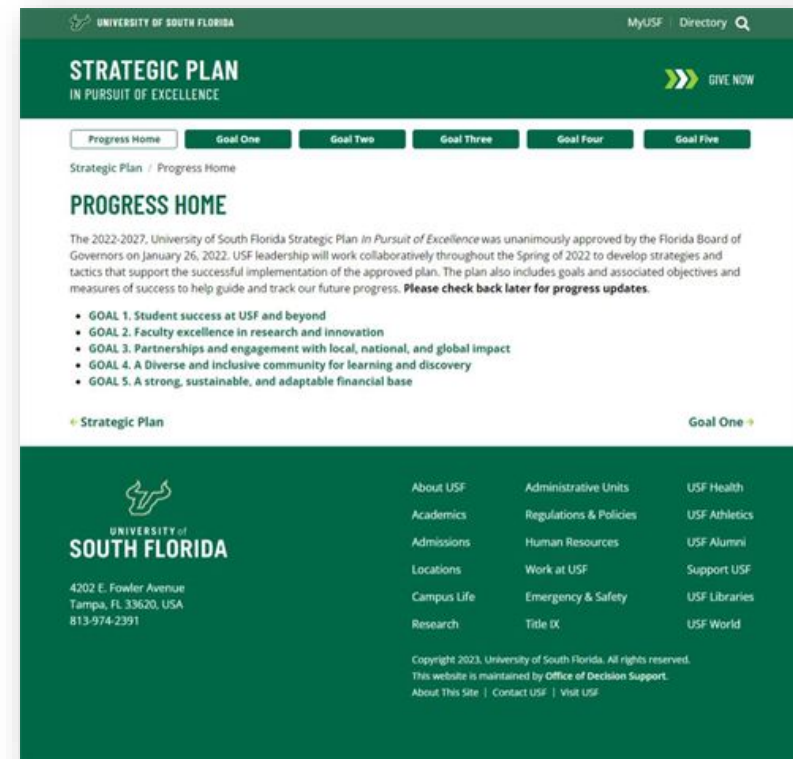 UNIVERSITY OF SOUTH FLORIDA
MyUSF | Directory
STRATEGIC PLAN
IN PURSUIT OF EXCELLENCE
GIVE NOW
Progress Home Goal One Goal Two Goal Three Goal Four Goal Five
Strategic Plan / Progress Home
PROGRESS HOME
The 2022-2027, University of South Florida Strategic Plan In Pursuit of Excellence was unanimously approved by the Florida Board of
Governors on January 26, 2022. USF leadership will work collaboratively throughout the Spring of 2022 to develop strategies and
tactics that support the successful implementation of the approved plan. The plan also includes goals and associated objectives and
measures of success to help guide and track our future progress. Please check back later for progress updates.
• GOAL 1. Student success at USF and beyond
• GOAL 2. Faculty excellence in research and innovation
• GOAL 3. Partnerships and engagement with local, national, and global impact
• GOAL 4. A Diverse and inclusive community for learning and discovery
• GOAL 5. A strong, sustainable, and adaptable financial base
← Strategic Plan
Goal One →
UNIVERSITY of
SOUTH FLORIDA
4202 E. Fowler Avenue
Tampa, FL 33620, USA
813-974-2391
About USF
Academics
Admissions
Locations
Campus Life
Research
Administrative Units
Regulations & Policies
Human Resources
Work at USF
Emergency & Safety
Title IX
USF Health
USF Athletics
USF Alumni
Support USF
USF Libraries
USF World
Copyright 2023, University of South Florida. All rights reserved.
This website is maintained by Office of Decision Support.
About This Site | Contact USF | Visit USF